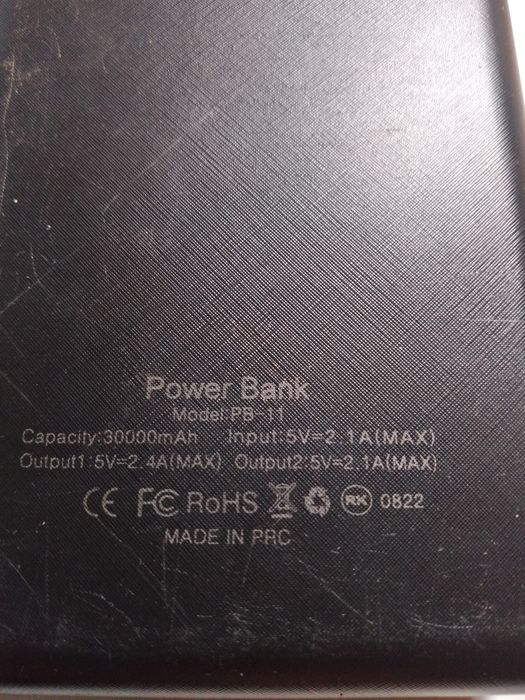 Power Bank
Model:PB-11
Capacity:30000mAh Input:5V=2.1A(MAX)
Output1:5V=2.4A(MAX) Output2:5V=2.1A(MAX)
CE FC RoHS RK 0822
MADE IN PRC